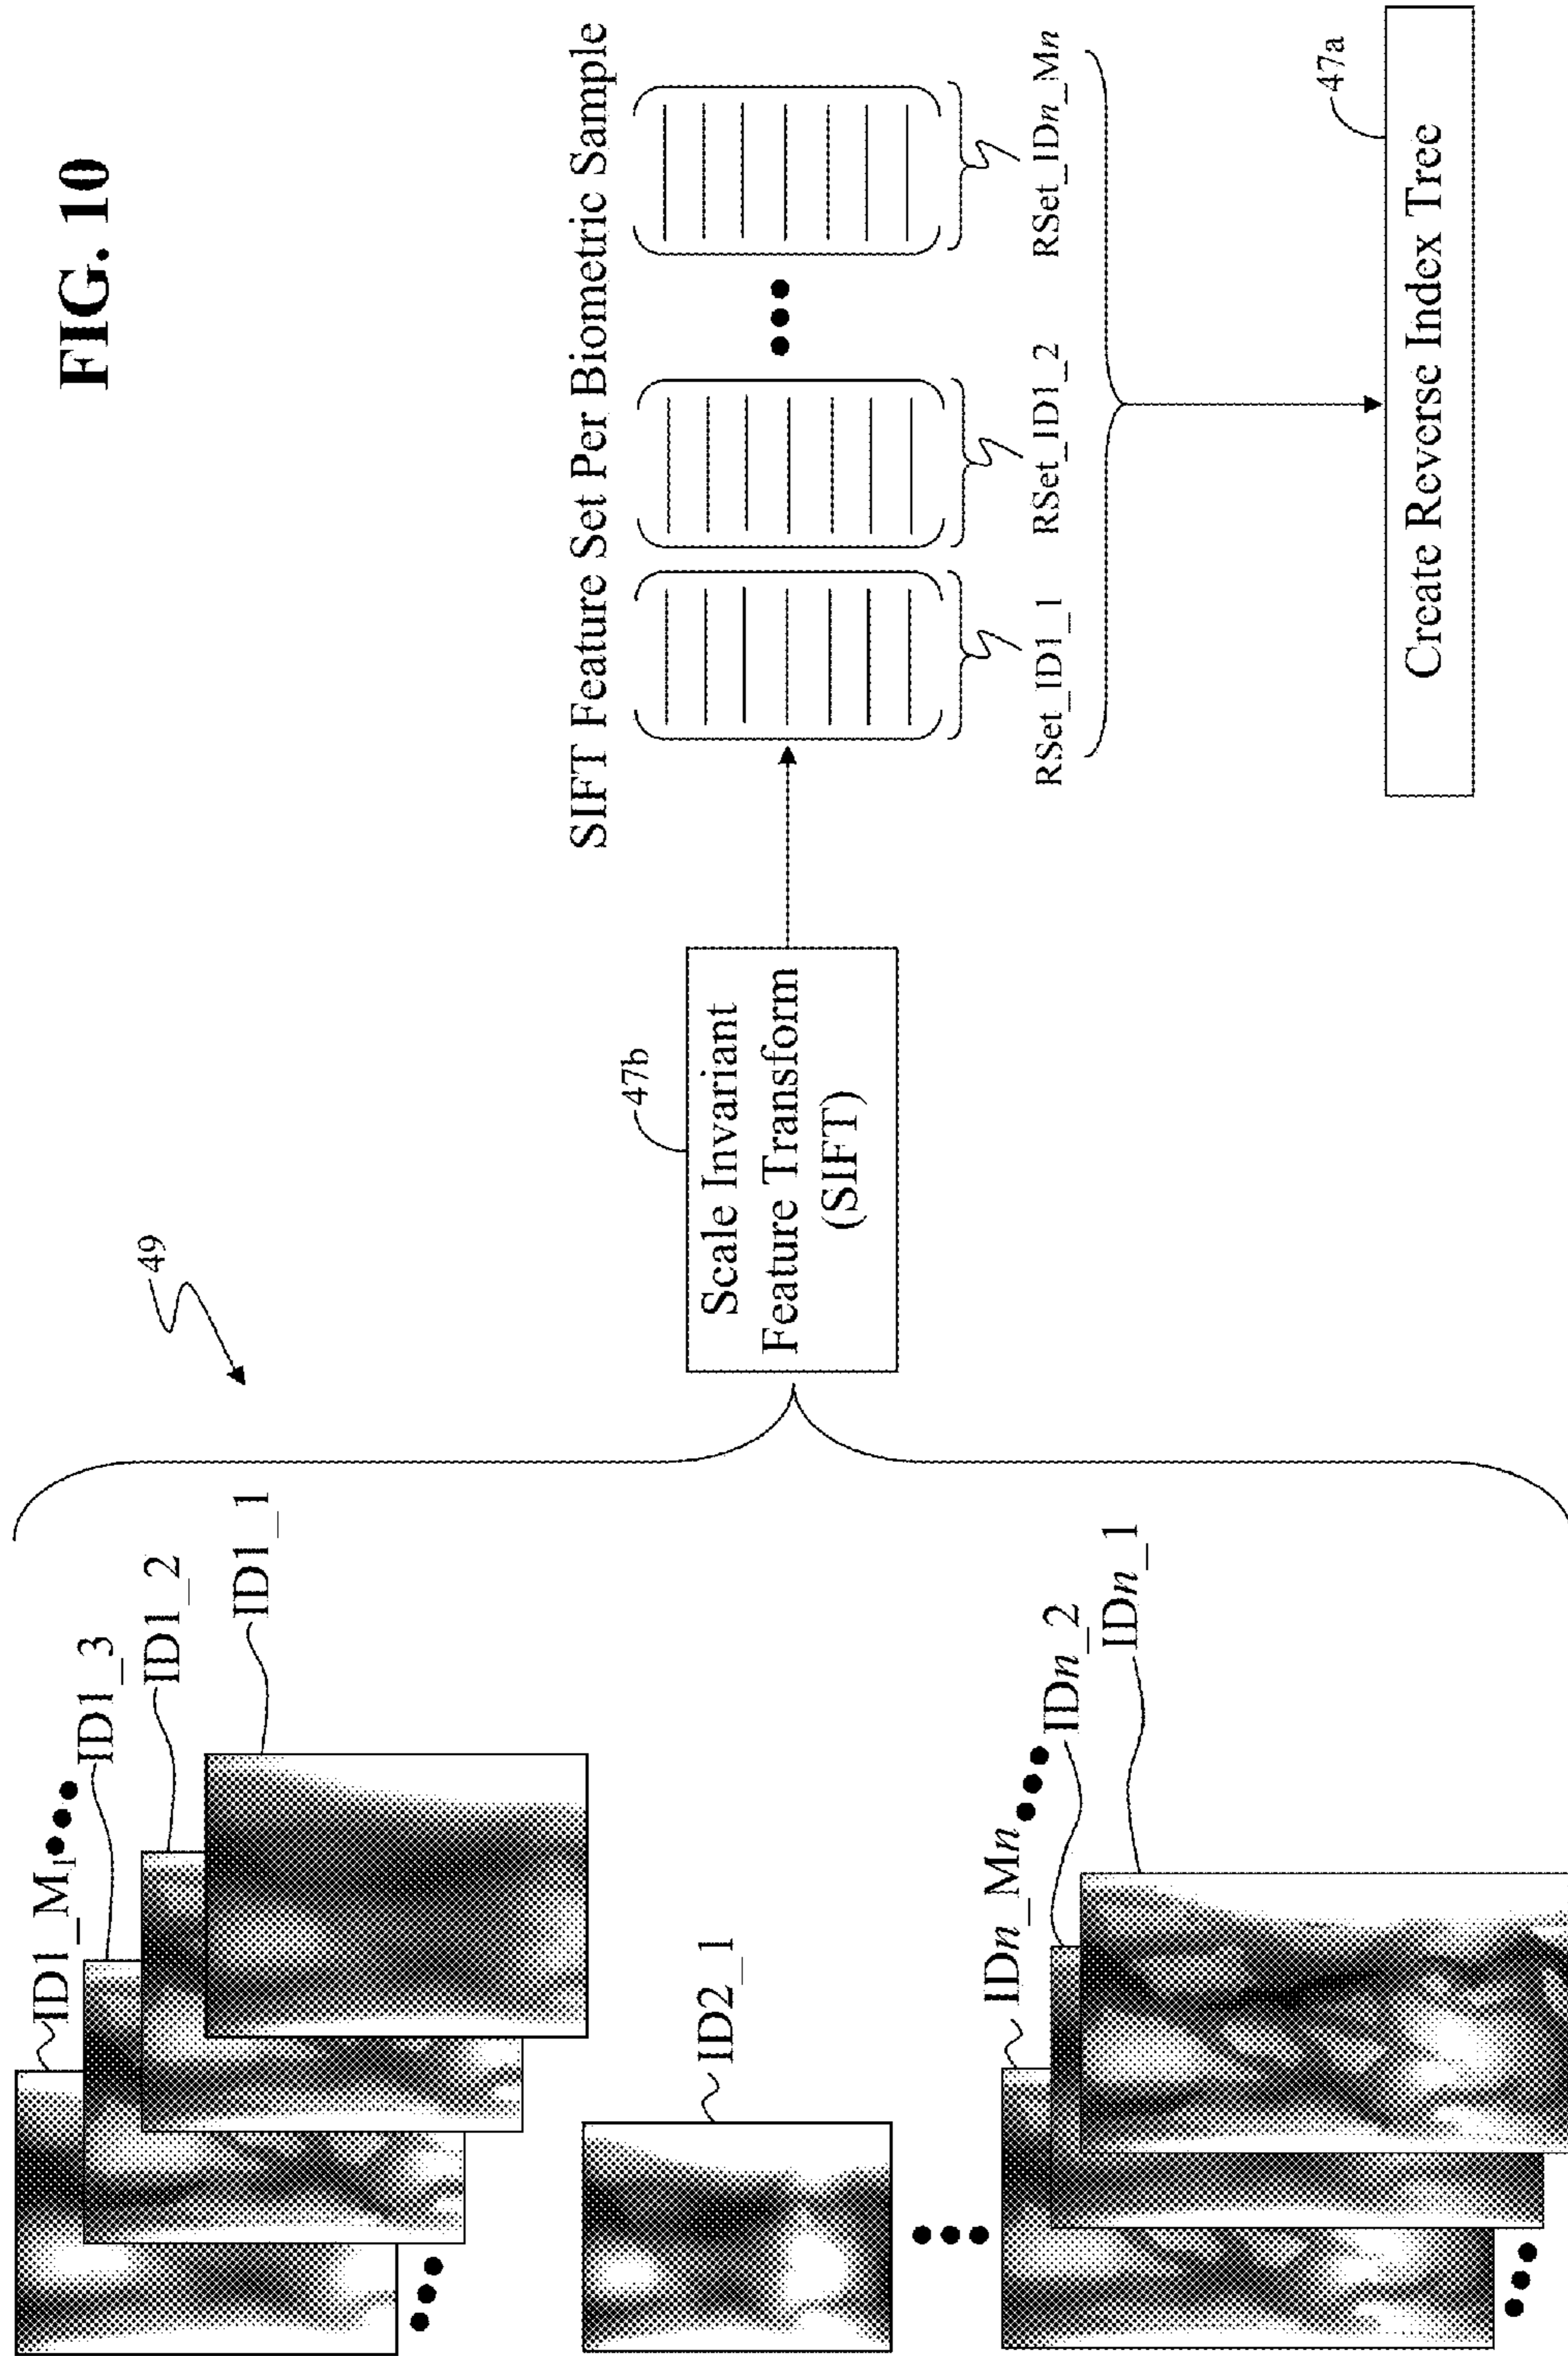 FIG. 10
49
ID1_M1
ID1_3
ID1_2
ID1_1
ID2_1
IDn_Mn
IDn_2
IDn_1
47b
Scale Invariant
Feature Transform
(SIFT)
SIFT Feature Set Per Biometric Sample
RSet_ID1_1
RSet_ID1_2
RSet_IDn_Mn
47a
Create Reverse Index Tree